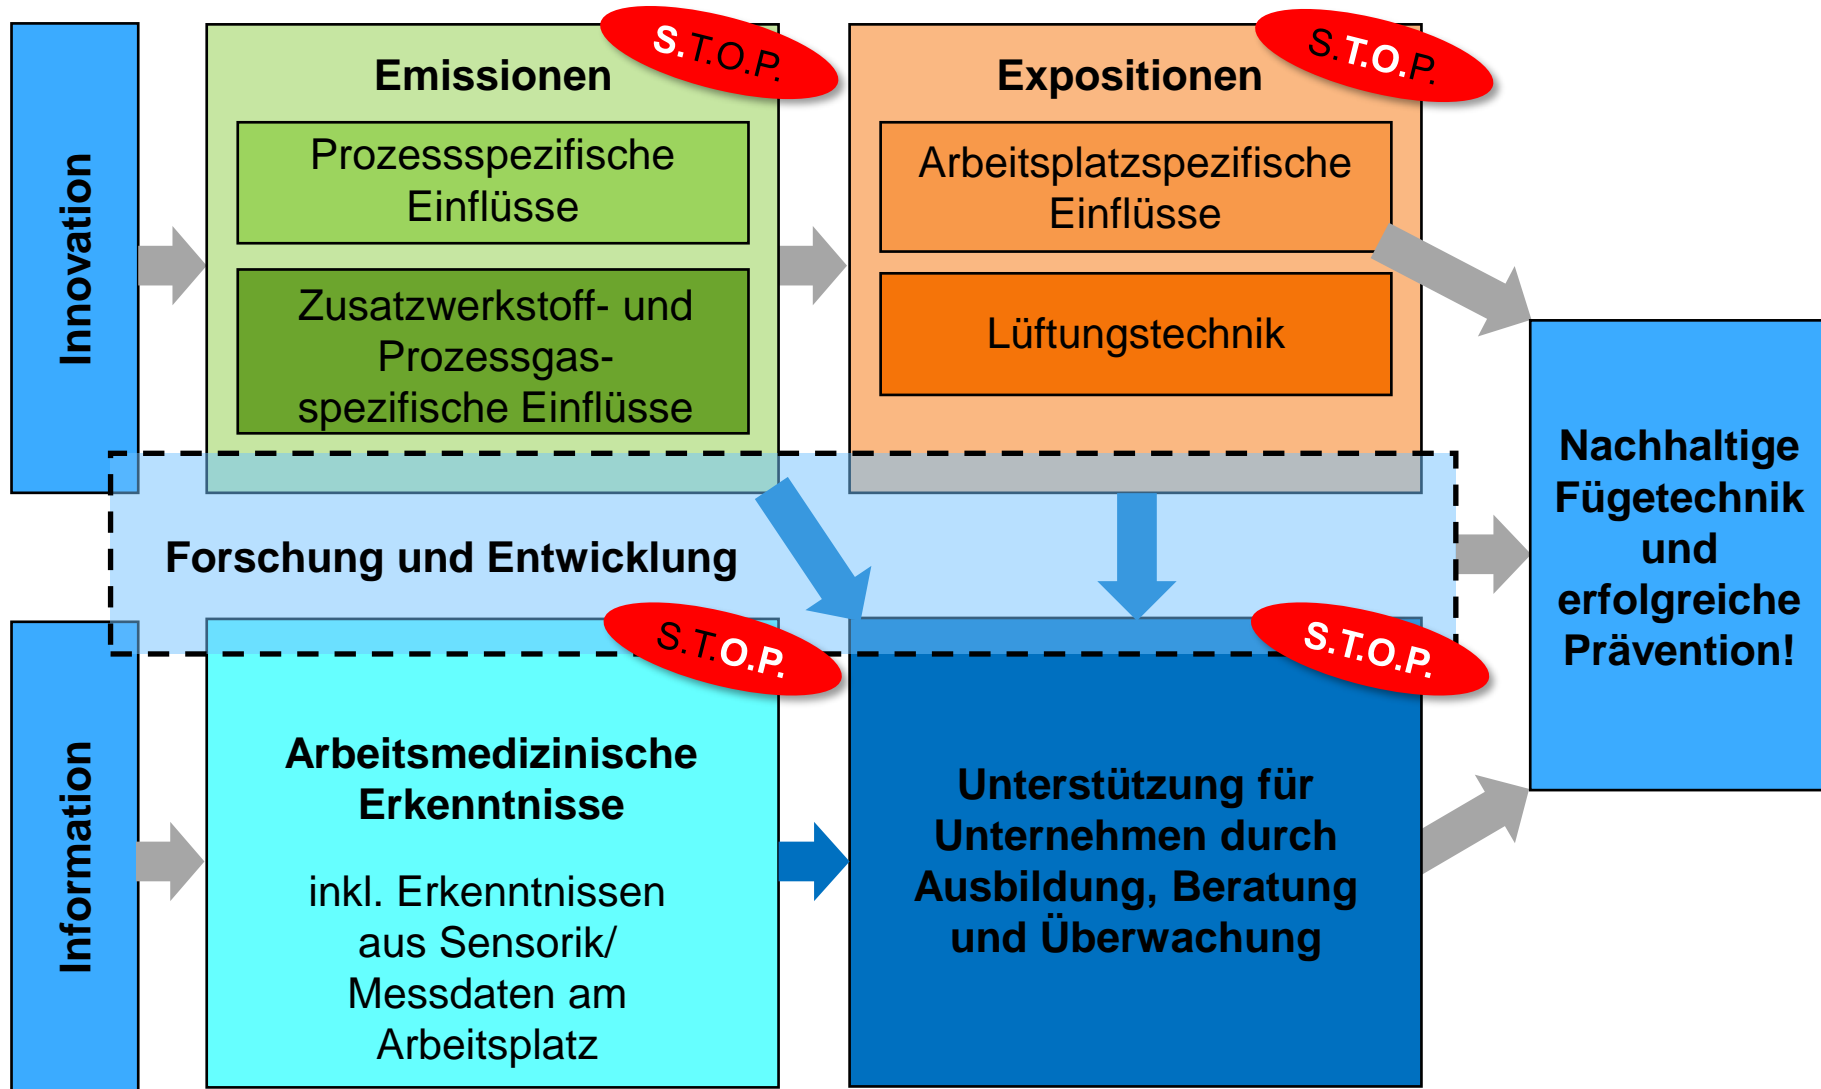 Innovation
Emissionen
S.T.O.P.
Prozessspezifische
Einflüsse
Zusatzwerkstoff- und
Prozessgas-
spezifische Einflüsse
Expositionen
S.T.O.P.
Arbeitsplatzspezifische
Einflüsse
Lüftungstechnik
Forschung und Entwicklung
Information
S.T.O.P.
Arbeitsmedizinische
Erkenntnisse
inkl. Erkenntnissen
aus Sensorik/
Messdaten am
Arbeitsplatz
S.T.O.P.
Unterstützung für
Unternehmen durch
Ausbildung, Beratung
und Überwachung
Nachhaltige
Fügetechnik
und
erfolgreiche
Prävention!